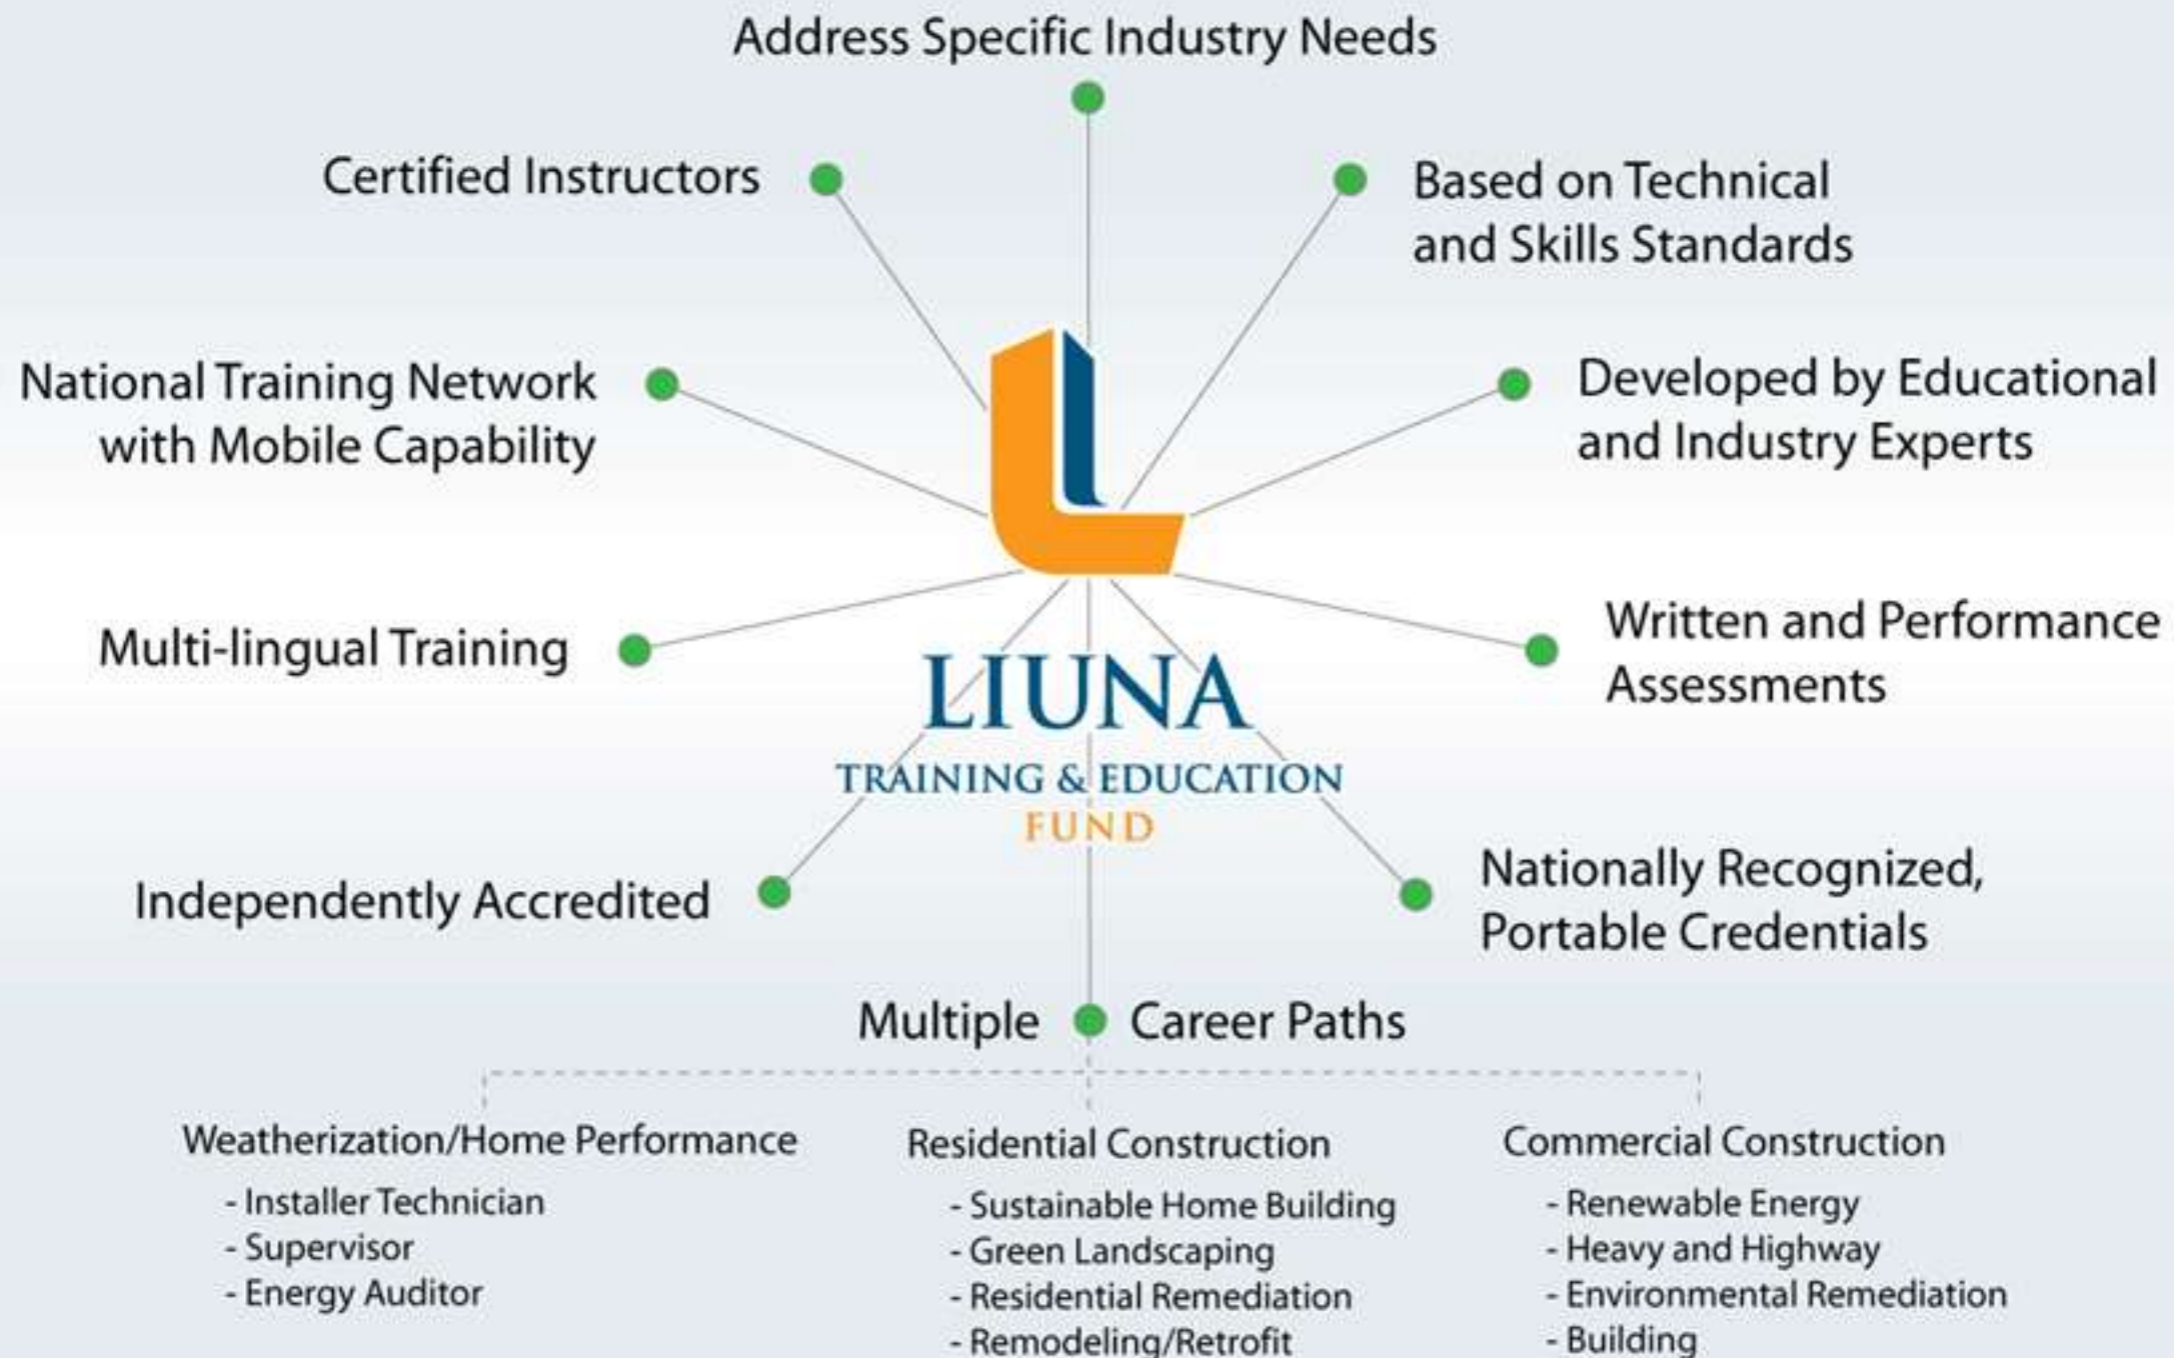 Address Specific Industry Needs
Certified Instructors
Based on Technical
and Skills Standards
National Training Network
with Mobile Capability
Developed by Educational
and Industry Experts
Multi-lingual Training
Written and Performance
Assessments
LIUNA
TRAINING & EDUCATION
FUND
Independently Accredited
Nationally Recognized,
Portable Credentials
Multiple Career Paths
Weatherization/Home Performance
- Installer Technician
- Supervisor
- Energy Auditor
Residential Construction
- Sustainable Home Building
- Green Landscaping
- Residential Remediation
- Remodeling/Retrofit
Commercial Construction
- Renewable Energy
- Heavy and Highway
- Environmental Remediation
- Building